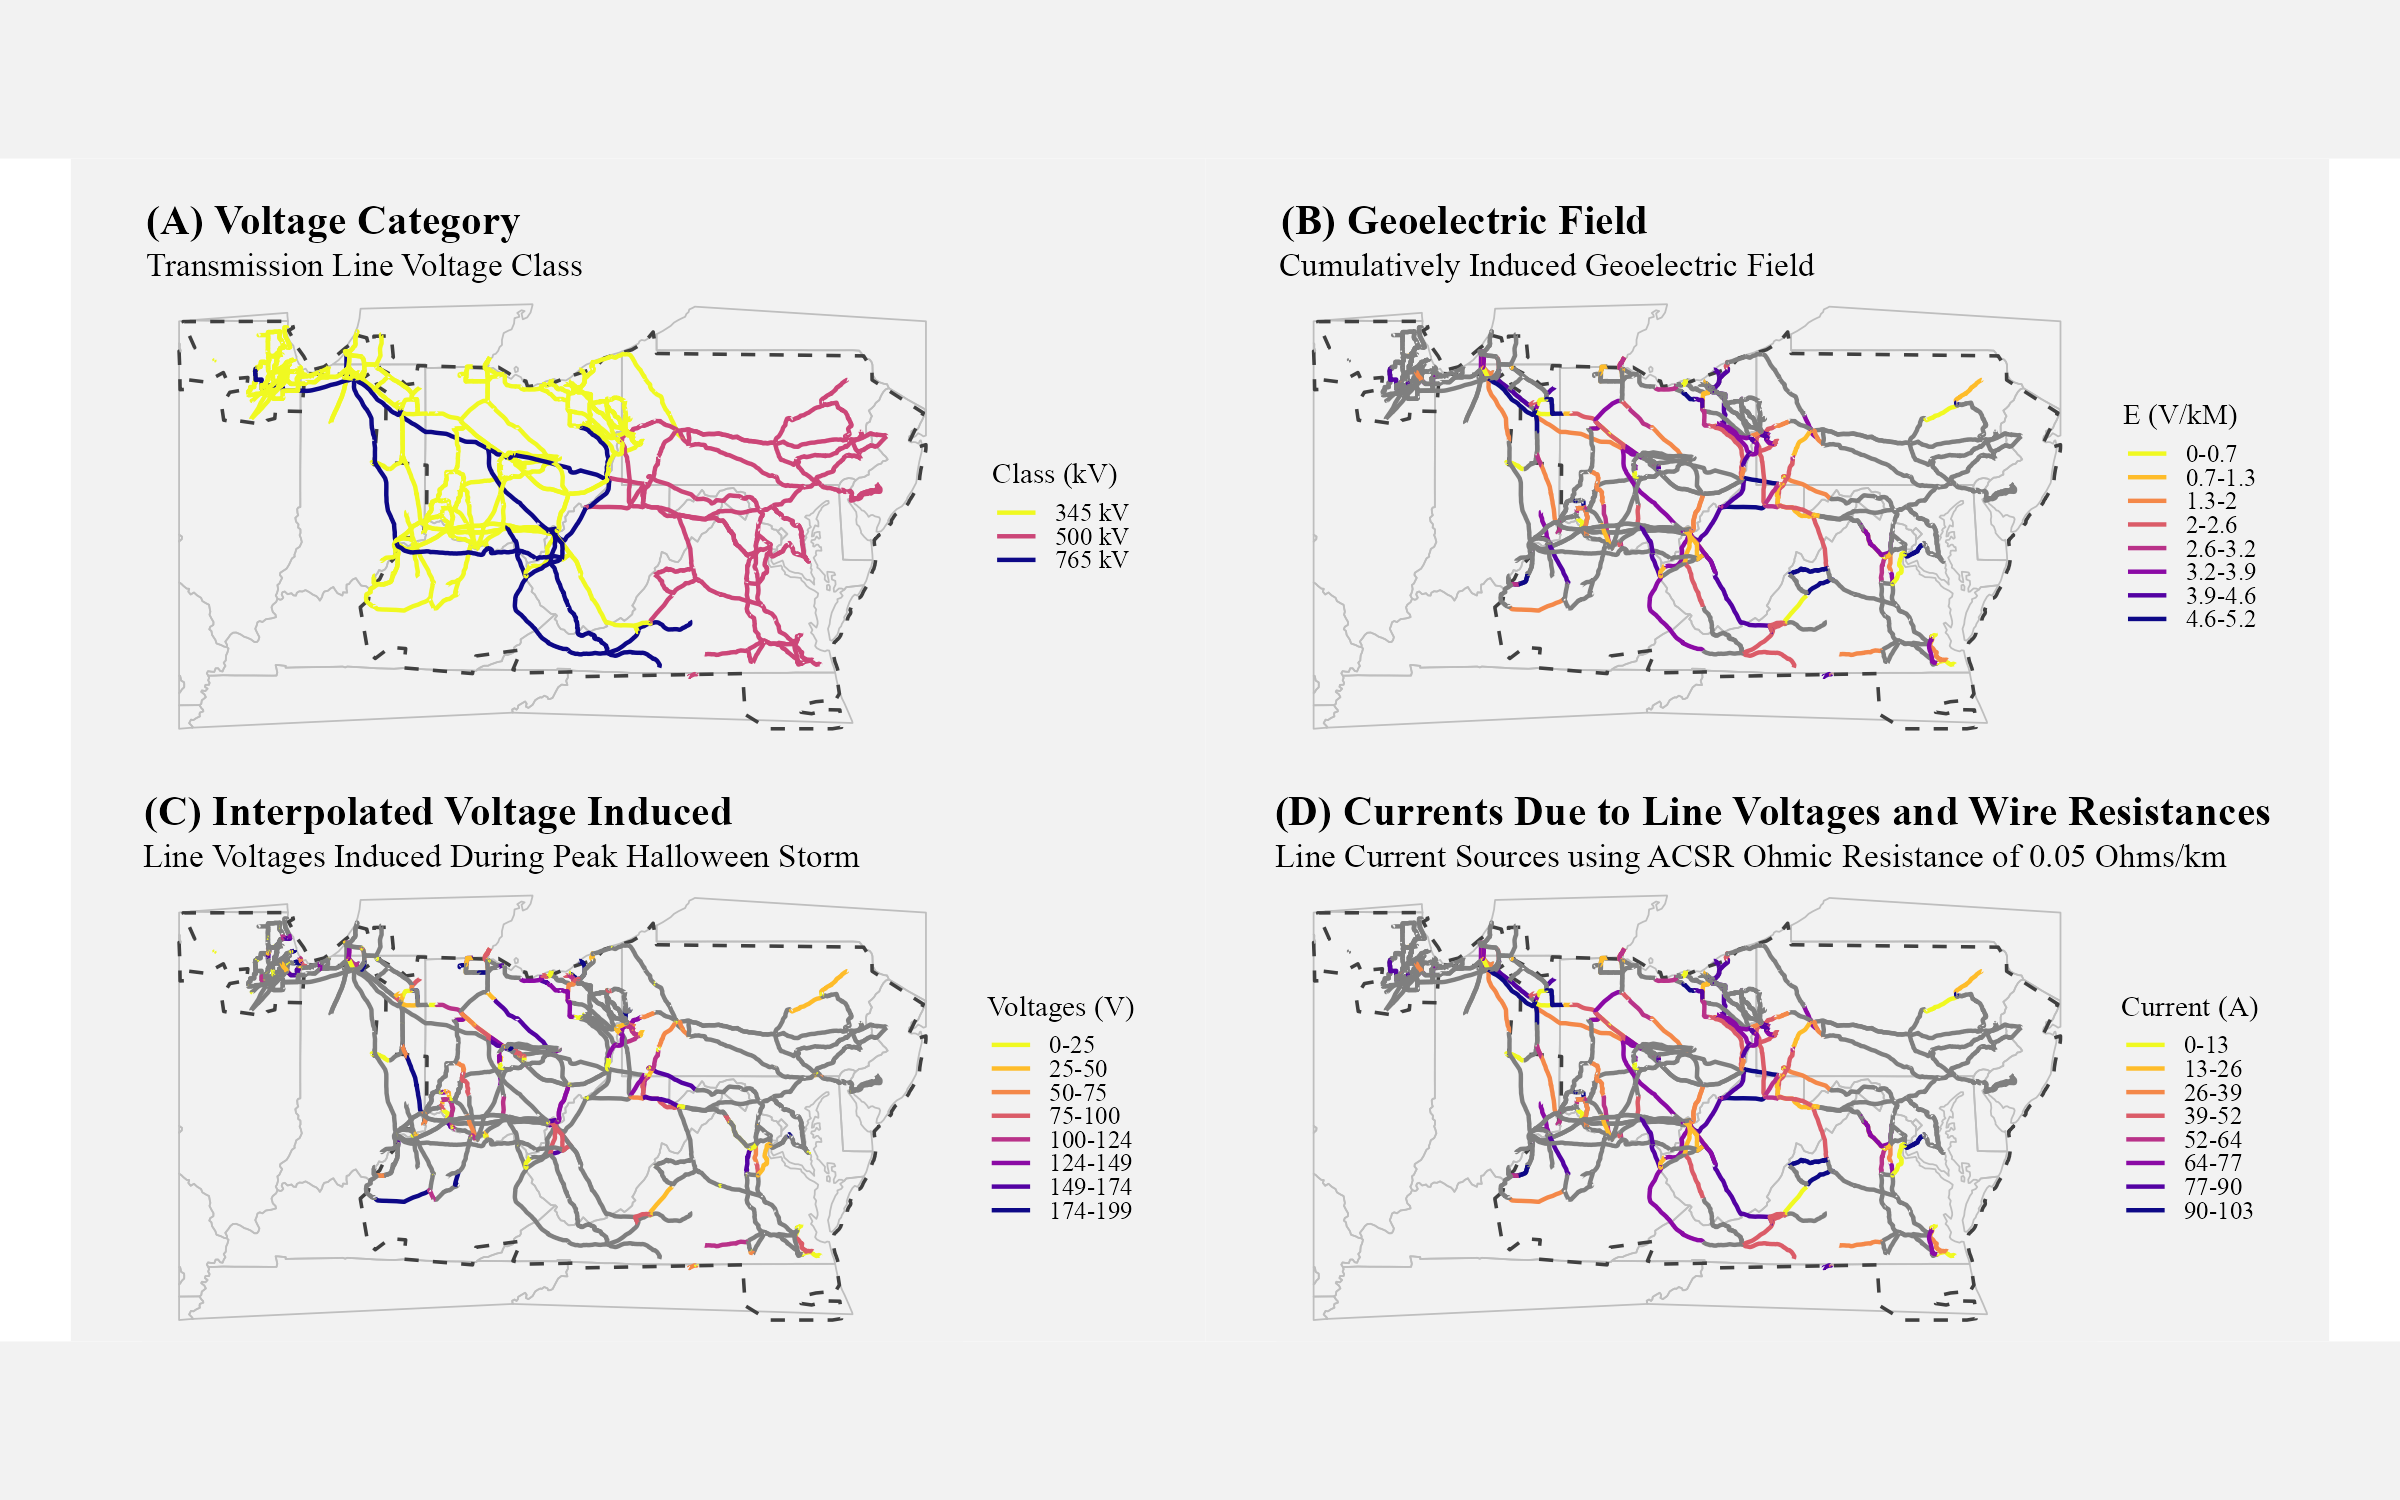 (A) Voltage Category
Transmission Line Voltage Class
Class (kV)
345 kV
500 kV
765 kV
(B) Geoelectric Field
Cumulatively Induced Geoelectric Field
E (V/kM)
0-0.7
0.7-1.3
1.3-2
2-2.6
2.6-3.2
3.2-3.9
3.9-4.6
4.6-5.2
(C) Interpolated Voltage Induced
Line Voltages Induced During Peak Halloween Storm
Voltages (V)
0-25
25-50
50-75
75-100
100-124
124-149
149-174
174-199
(D) Currents Due to Line Voltages and Wire Resistances
Line Current Sources using ACSR Ohmic Resistance of 0.05 Ohms/km
Current (A)
0-13
13-26
26-39
39-52
52-64
64-77
77-90
90-103